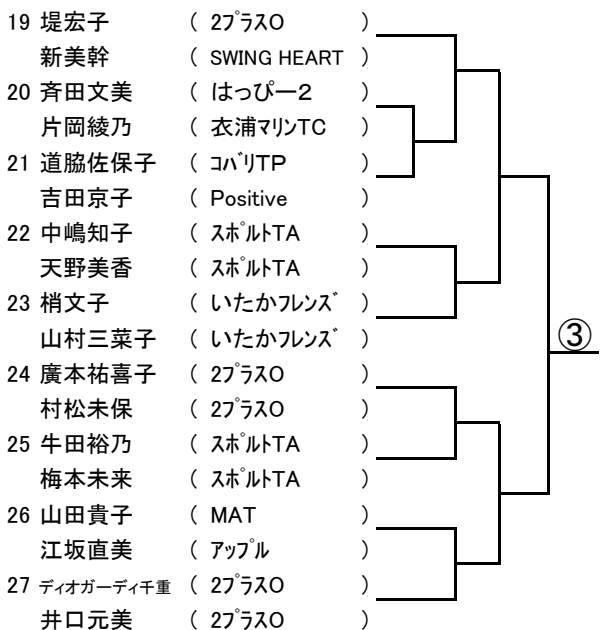 19 堤宏子 ( 2ﾌﾟﾗｽO )
新美幹 ( SWING HEART )
20 斉田文美 ( はっぴー2 )
片岡綾乃 ( 衣浦ﾏﾘﾝTC )
21 道脇佐保子 ( ｺﾊﾞﾘTP )
吉田京子 ( Positive )
22 中嶋知子 ( ｽﾎﾟﾙﾄTA )
天野美香 ( ｽﾎﾟﾙﾄTA )
23 梢文子 ( いたかﾌﾚﾝｽﾞ )
山村三菜子 ( いたかﾌﾚﾝｽﾞ )
③
24 廣本祐喜子 ( 2ﾌﾟﾗｽO )
村松未保 ( 2ﾌﾟﾗｽO )
25 牛田裕乃 ( ｽﾎﾟﾙﾄTA )
梅本未来 ( ｽﾎﾟﾙﾄTA )
26 山田貴子 ( MAT )
江坂直美 ( ｱｯﾌﾟﾙ )
27 ディオガーディ千重 ( 2ﾌﾟﾗｽO )
井口元美 ( 2ﾌﾟﾗｽO )